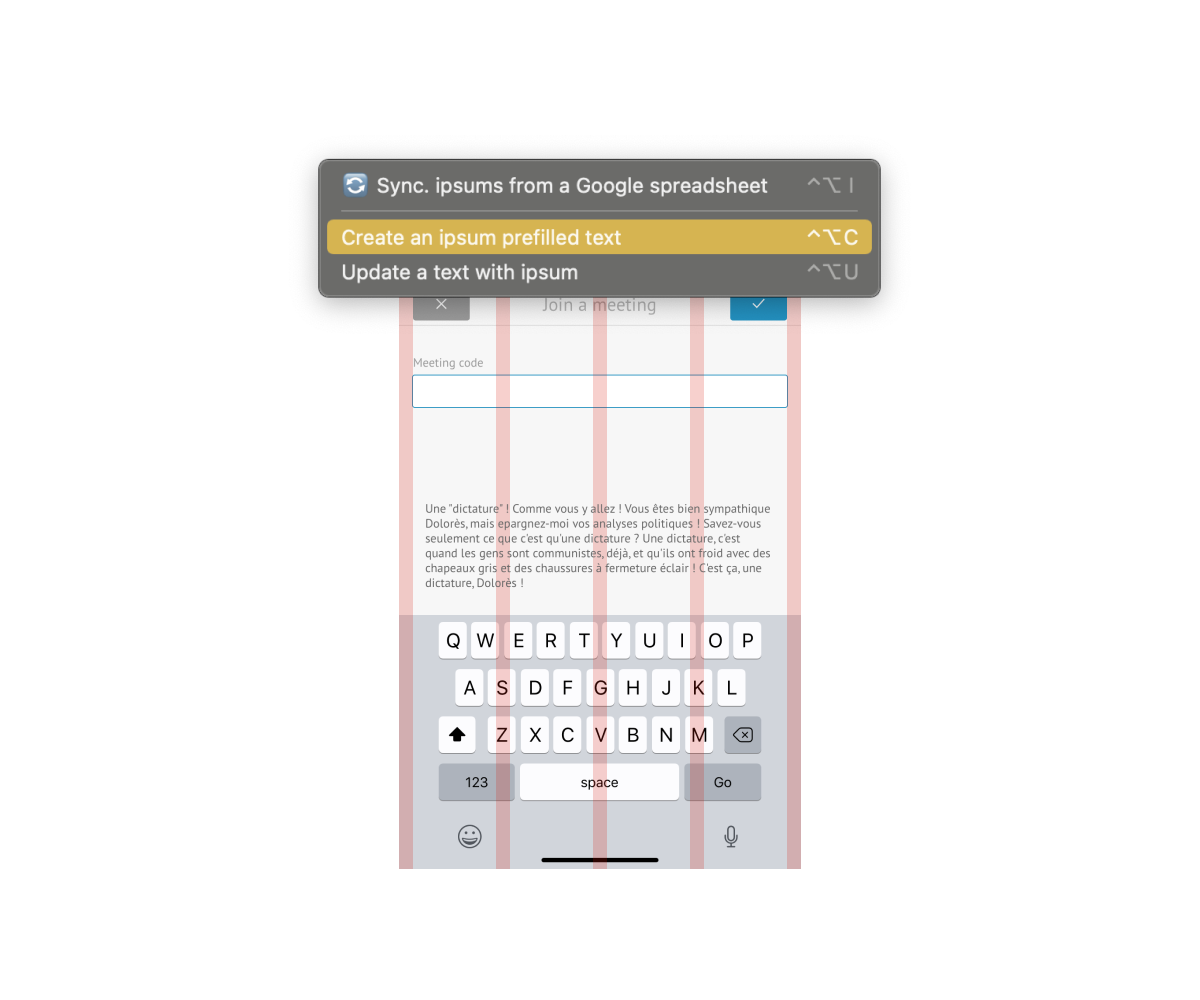 Sync. ipsums from a Google spreadsheet ^⌥ I
Create an ipsum prefilled text ^⌥C
Update a text with ipsum ^⌥U
Join a meeting
Meeting code
Une "dictature" ! Comme vous y allez ! Vous êtes bien sympathique
Dolorès, mais epargnez-moi vos analyses politiques ! Savez-vous
seulement ce que c'est qu'une dictature ? Une dictature, c'est
quand les gens sont communistes, déjà, et qu'ils ont froid avec des
chapeaux gris et des chaussures à fermeture éclair ! C'est ça, une
dictature, Dolorès !
Q W E R T Y U I O P
A S D F G H J K L
Z X C V B N M
123 space Go